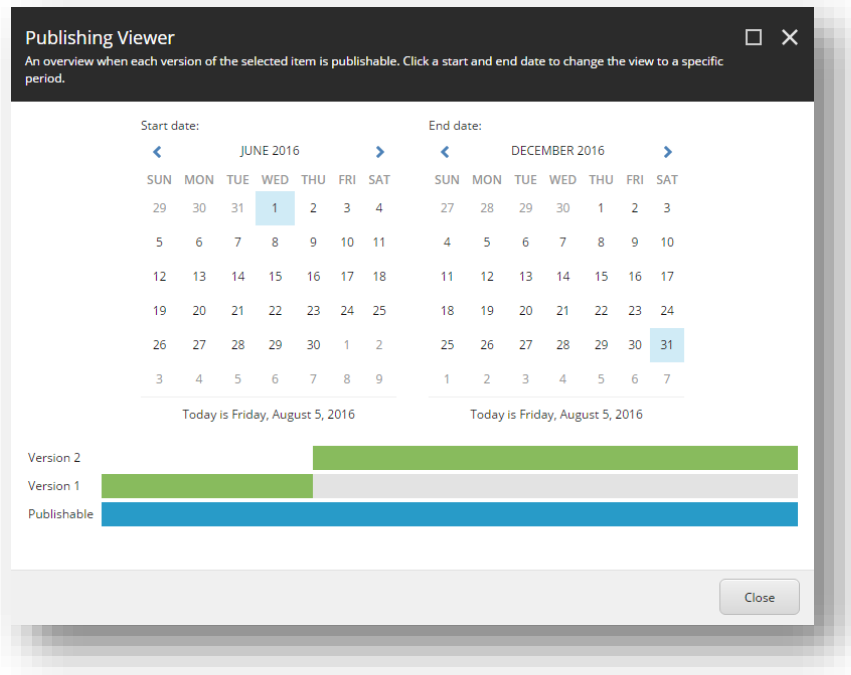 Publishing Viewer
An overview when each version of the selected item is publishable. Click a start and end date to change the view to a specific
period.
Start date:
JUNE 2016
SUN MON TUE WED THU FRI SAT
29 30 31 1 2 3 4
5 6 7 8 9 10 11
12 13 14 15 16 17 18
19 20 21 22 23 24 25
26 27 28 29 30 1 2
3 4 5 6 7 8 9
Today is Friday, August 5, 2016
End date:
DECEMBER 2016
SUN MON TUE WED THU FRI SAT
27 28 29 30 1 2 3
4 5 6 7 8 9 10
11 12 13 14 15 16 17
18 19 20 21 22 23 24
25 26 27 28 29 30 31
1 2 3 4 5 6 7
Today is Friday, August 5, 2016
Version 2
Version 1
Publishable
Close